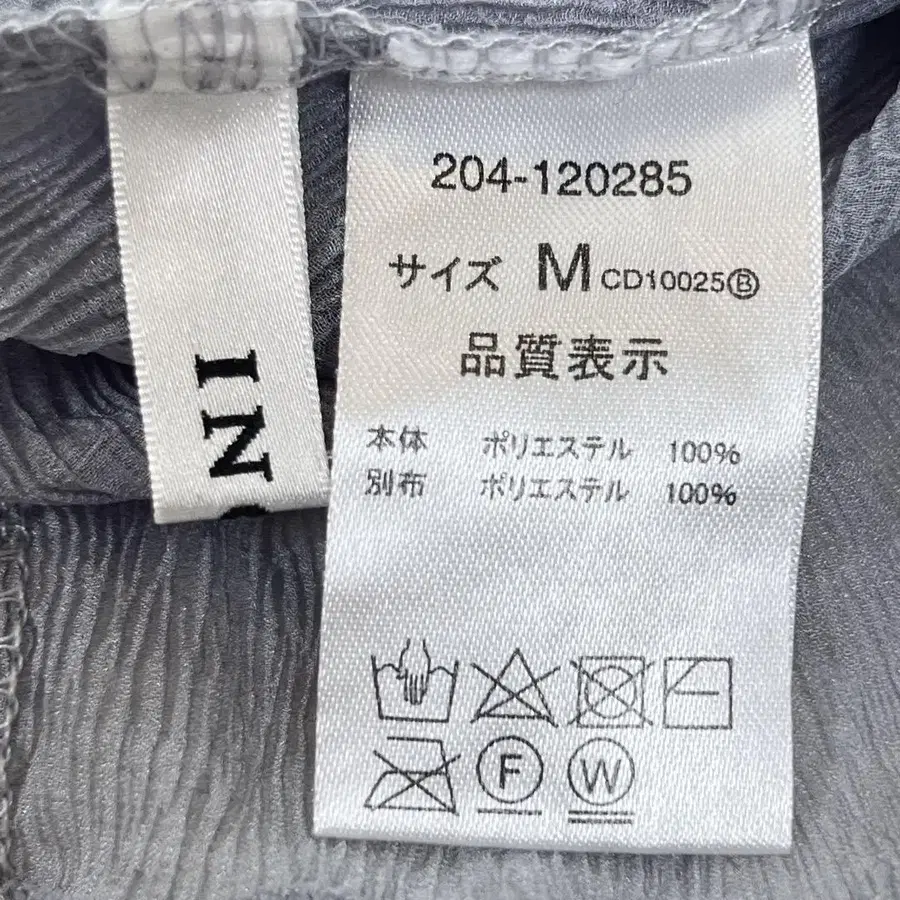 NI
204-120285
サイズ M CD10025Ⓑ
品質表示
本体 ポリエステル 100%
別布 ポリエステル 100%
F W